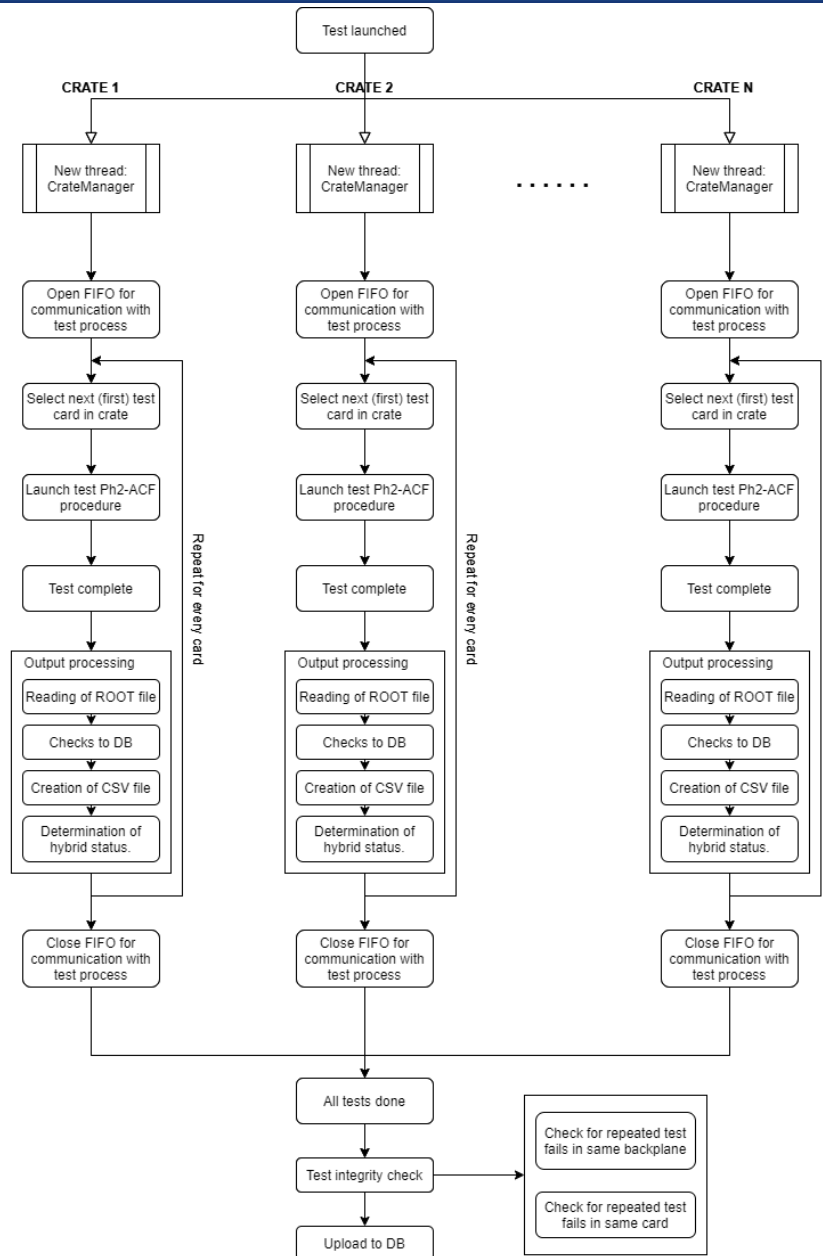 Test launched
CRATE 1
CRATE 2
CRATE N
New thread:
CrateManager
New thread:
CrateManager
. . . . . .
New thread:
CrateManager
Open FIFO for
communication with
test process
Open FIFO for
communication with
test process
Open FIFO for
communication with
test process
Select next (first) test
card in crate
Select next (first) test
card in crate
Select next (first) test
card in crate
Launch test Ph2-ACF
procedure
Launch test Ph2-ACF
procedure
Launch test Ph2-ACF
procedure
Repeat for every card
Repeat for every card
Test complete
Test complete
Test complete
Output processing
Reading of ROOT file
Checks to DB
Creation of CSV file
Determination of
hybrid status.
Output processing
Reading of ROOT file
Checks to DB
Creation of CSV file
Determination of
hybrid status.
Output processing
Reading of ROOT file
Checks to DB
Creation of CSV file
Determination of
hybrid status.
Close FIFO for
communication with
test process
Close FIFO for
communication with
test process
Close FIFO for
communication with
test process
All tests done
Test integrity check
Check for repeated test
fails in same backplane
Check for repeated test
fails in same card
Upload to DB